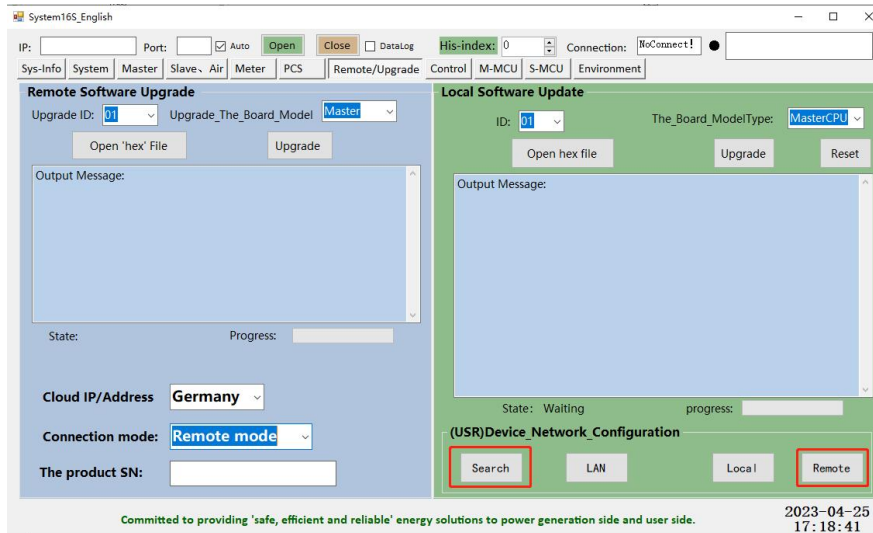 System16S_English
IP: Port: Auto Open Close DataLog His-index: 0 Connection: NoConnect!
Sys-Info System Master Slave、Air Meter PCS Remote/Upgrade Control M-MCU S-MCU Environment
Remote Software Upgrade
Upgrade ID: 01 Upgrade_The_Board_Model Master
Open 'hex' File Upgrade
Output Message:
State: Progress:
Cloud IP/Address Germany
Connection mode: Remote mode
The product SN:
Local Software Update
ID: 01 The_Board_ModelType: MasterCPU
Open hex file Upgrade Reset
Output Message:
State: Waiting progress:
(USR)Device_Network_Configuration
Search LAN Local Remote
Committed to providing 'safe, efficient and reliable' energy solutions to power generation side and user side.
2023-04-25
17:18:41